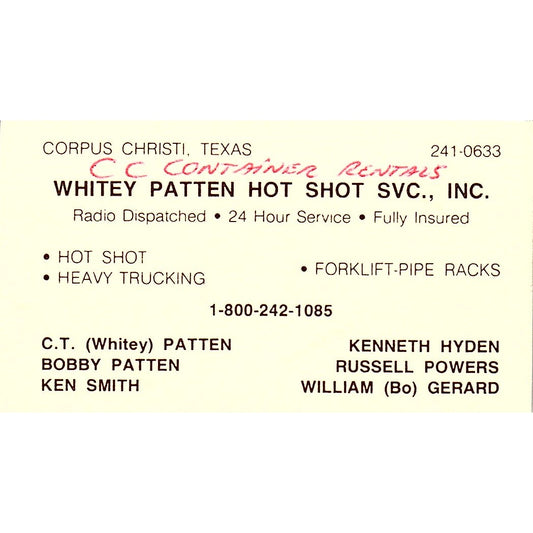 CORPUS CHRISTI, TEXAS 241-0633
CC CONTAINER RENTALS
WHITEY PATTEN HOT SHOT SVC., INC.
Radio Dispatched • 24 Hour Service • Fully Insured
• HOT SHOT
• HEAVY TRUCKING
• FORKLIFT-PIPE RACKS
1-800-242-1085
C.T. (Whitey) PATTEN KENNETH HYDEN
BOBBY PATTEN RUSSELL POWERS
KEN SMITH WILLIAM (Bo) GERARD